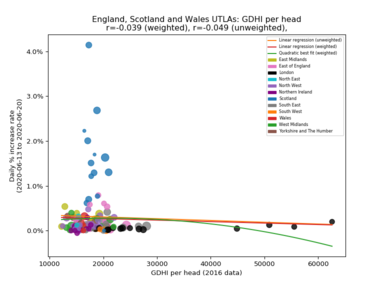 England, Scotland and Wales UTLAs: GDHI per head
r=-0.039 (weighted), r=-0.049 (unweighted),
Daily % increase rate
(2020-06-13 to 2020-06-20)
4.0%
3.0%
2.0%
1.0%
0.0%
Linear regression (unweighted)
Linear regression (weighted)
Quadratic best fit (weighted)
East Midlands
East of England
London
North East
North West
Northern Ireland
Scotland
South East
South West
Wales
West Midlands
Yorkshire and The Humber
10000
20000
30000
40000
50000
60000
GDHI per head (2016 data)